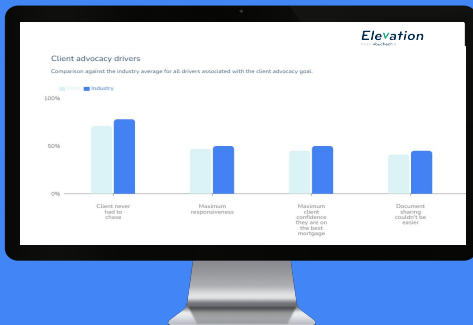 Elevation
Client advocacy drivers
Comparison against the industry average for all drivers associated with the client advocacy goal.
Industry
100%
50%
0%
Client never
had to
chase
Maximum
responsiveness
Maximum
client
confidence
they are on
the best
mortgage
Document
sharing
couldn't be
easier